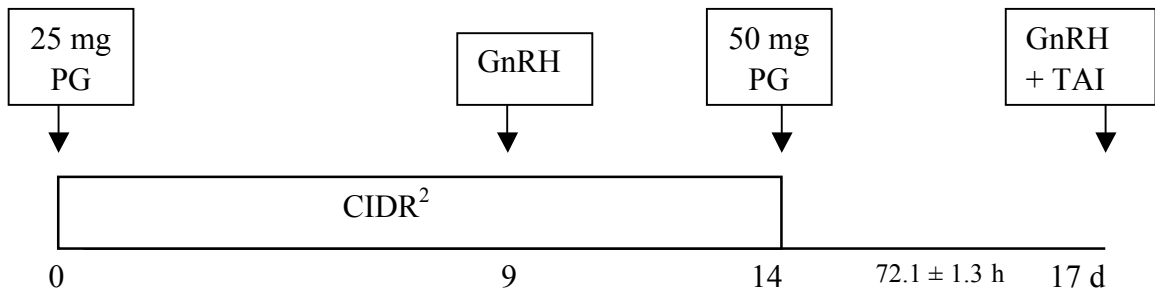 25 mg
PG
GnRH
50 mg
PG
GnRH
+ TAI
CIDR²
0
9
14
72.1 ± 1.3 h
17 d